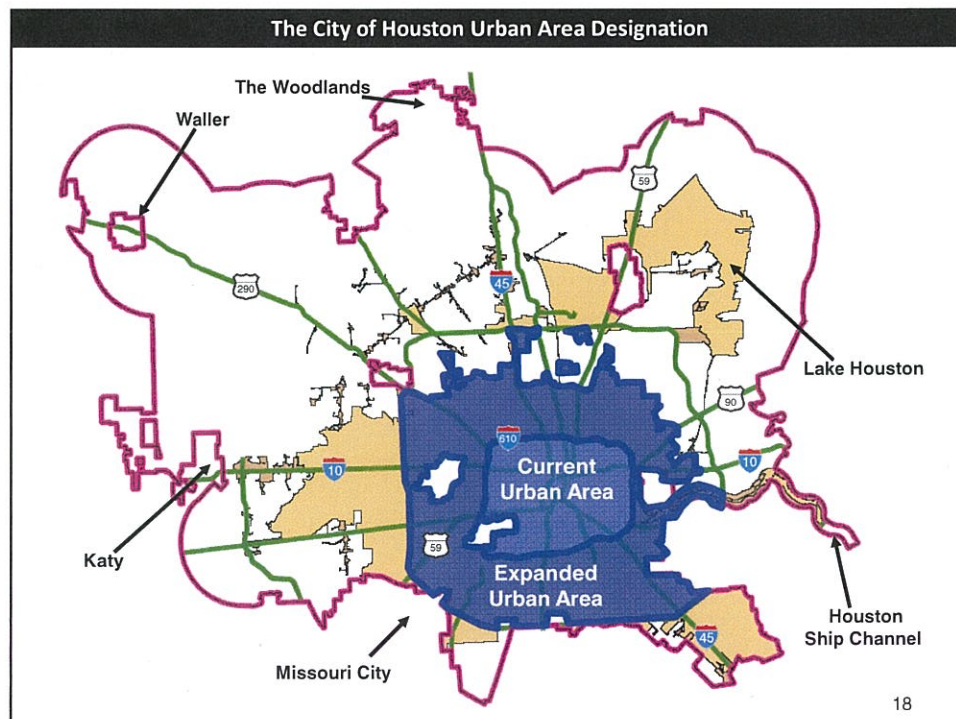 The City of Houston Urban Area Designation
The Woodlands
Waller
59
290
45
Lake Houston
90
610
10
Current
Urban Area
10
Katy
59
Expanded
Urban Area
Houston
Ship Channel
45
Missouri City
18